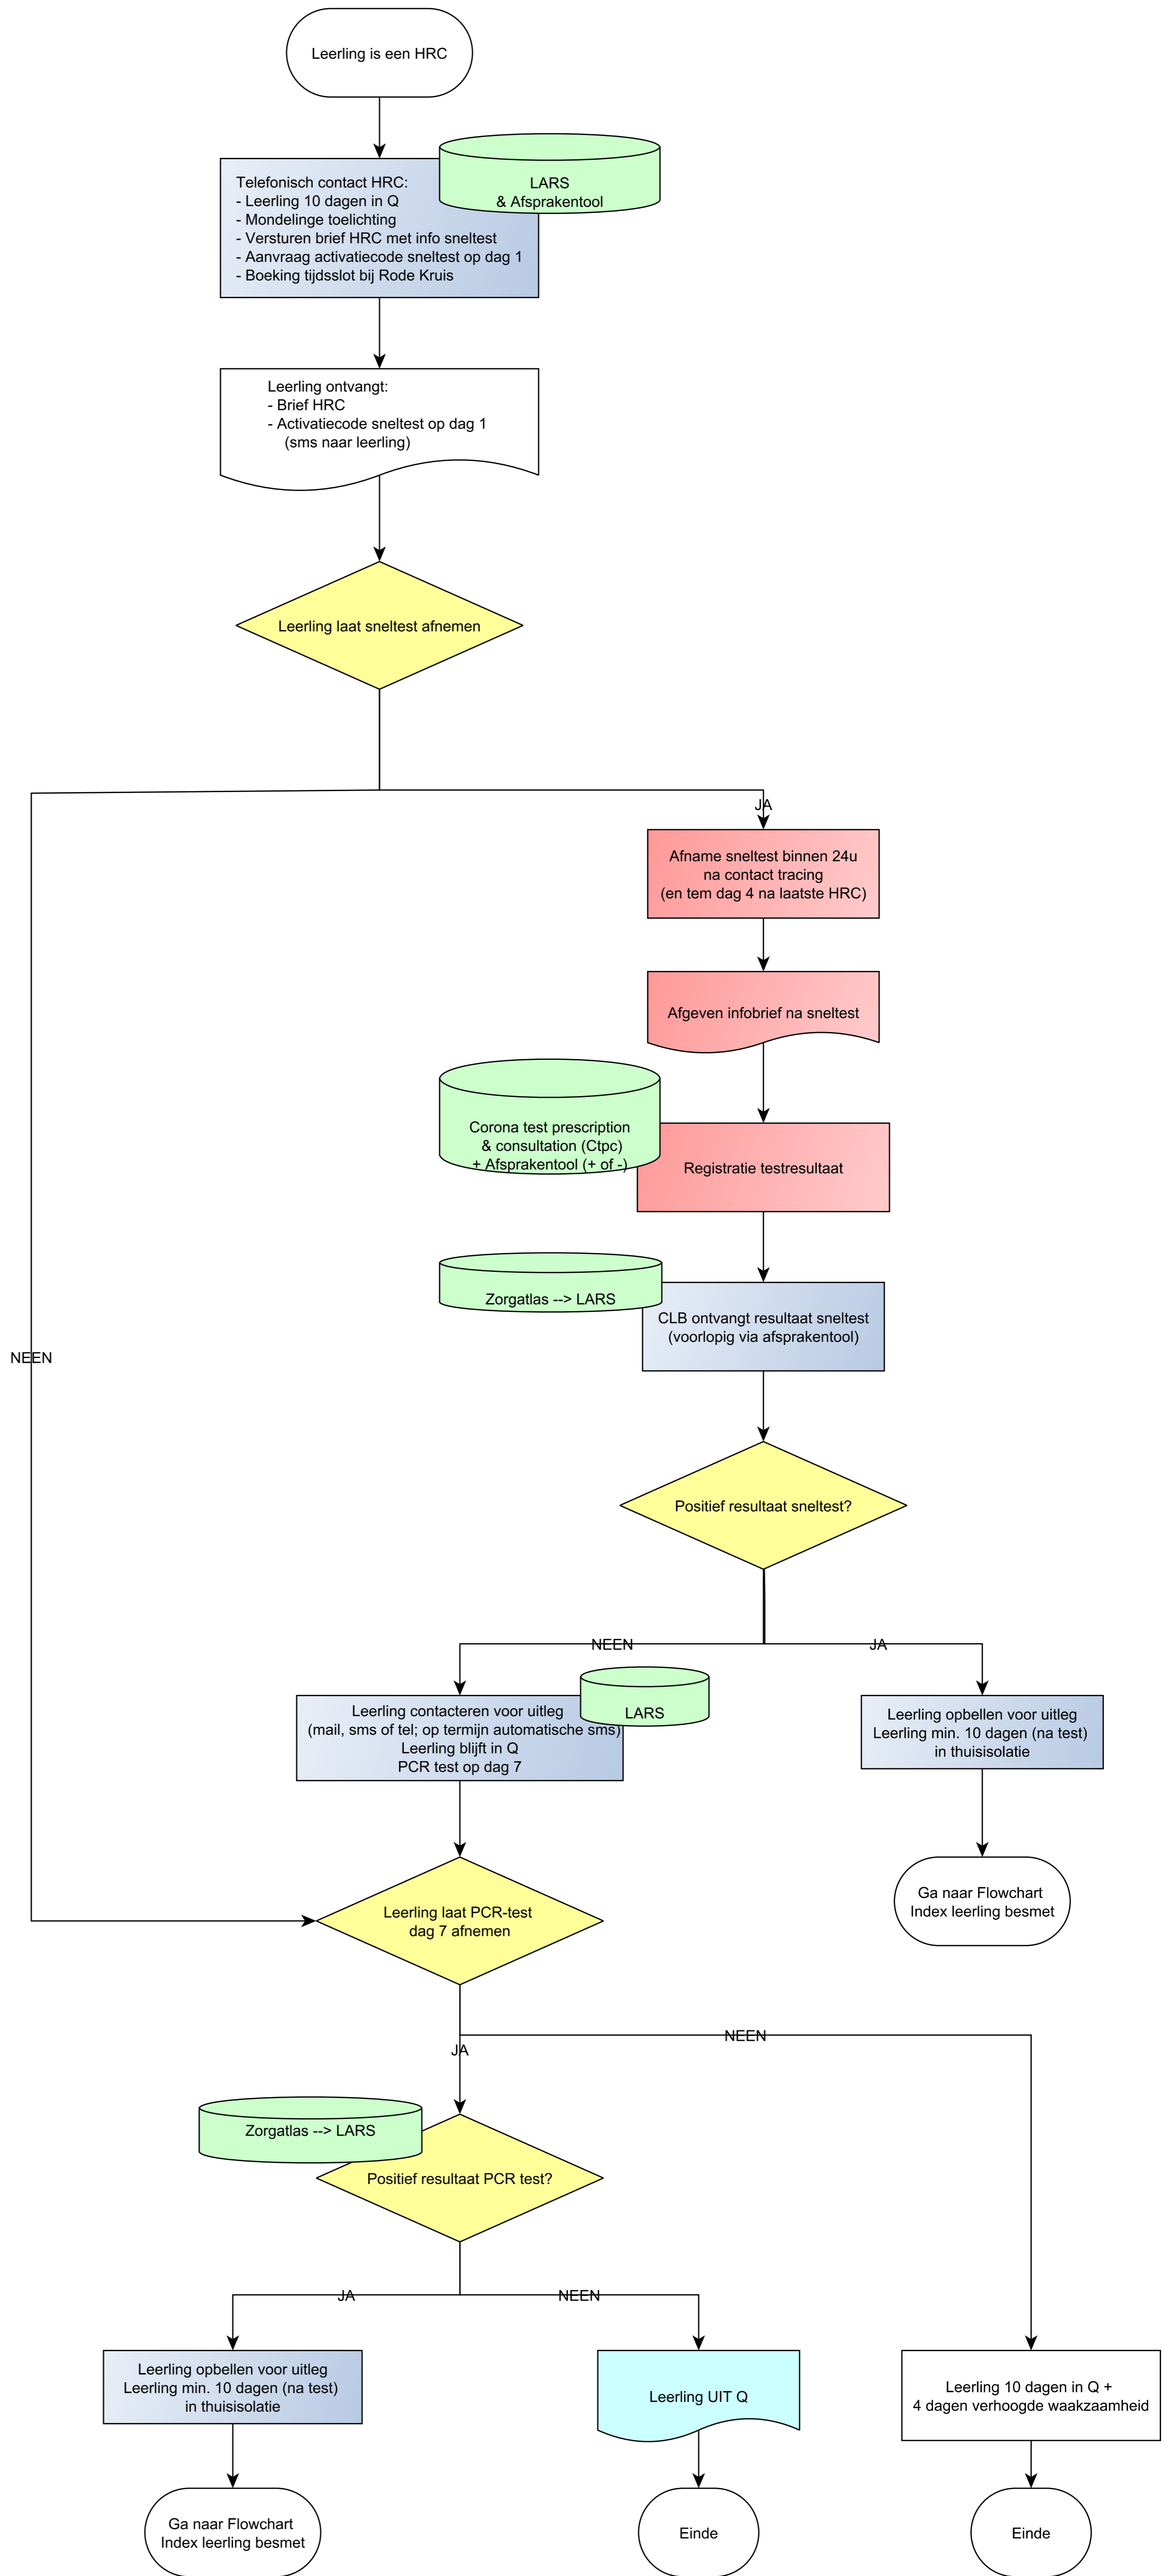 Leerling is een HRC
LARS
& Afsprakentool
Telefonisch contact HRC:
- Leerling 10 dagen in Q
- Mondelinge toelichting
- Versturen brief HRC met info sneltest
- Aanvraag activatiecode sneltest op dag 1
- Boeking tijdsslot bij Rode Kruis
Leerling ontvangt:
- Brief HRC
- Activatiecode sneltest op dag 1
(sms naar leerling)
Leerling laat sneltest afnemen
JA
Afname sneltest binnen 24u
na contact tracing
(en tem dag 4 na laatste HRC)
Afgeven infobrief na sneltest
Corona test prescription
& consultation (Ctpc)
+ Afsprakentool (+ of -)
Registratie testresultaat
Zorgatlas --> LARS
CLB ontvangt resultaat sneltest
(voorlopig via afsprakentool)
NEEN
Positief resultaat sneltest?
NEEN
JA
LARS
Leerling contacteren voor uitleg
(mail, sms of tel; op termijn automatische sms)
Leerling blijft in Q
PCR test op dag 7
Leerling opbellen voor uitleg
Leerling min. 10 dagen (na test)
in thuisisolatie
Ga naar Flowchart
Index leerling besmet
Leerling laat PCR-test
dag 7 afnemen
NEEN
JA
Zorgatlas --> LARS
Positief resultaat PCR test?
JA
NEEN
Leerling opbellen voor uitleg
Leerling min. 10 dagen (na test)
in thuisisolatie
Leerling UIT Q
Leerling 10 dagen in Q +
4 dagen verhoogde waakzaamheid
Ga naar Flowchart
Index leerling besmet
Einde
Einde